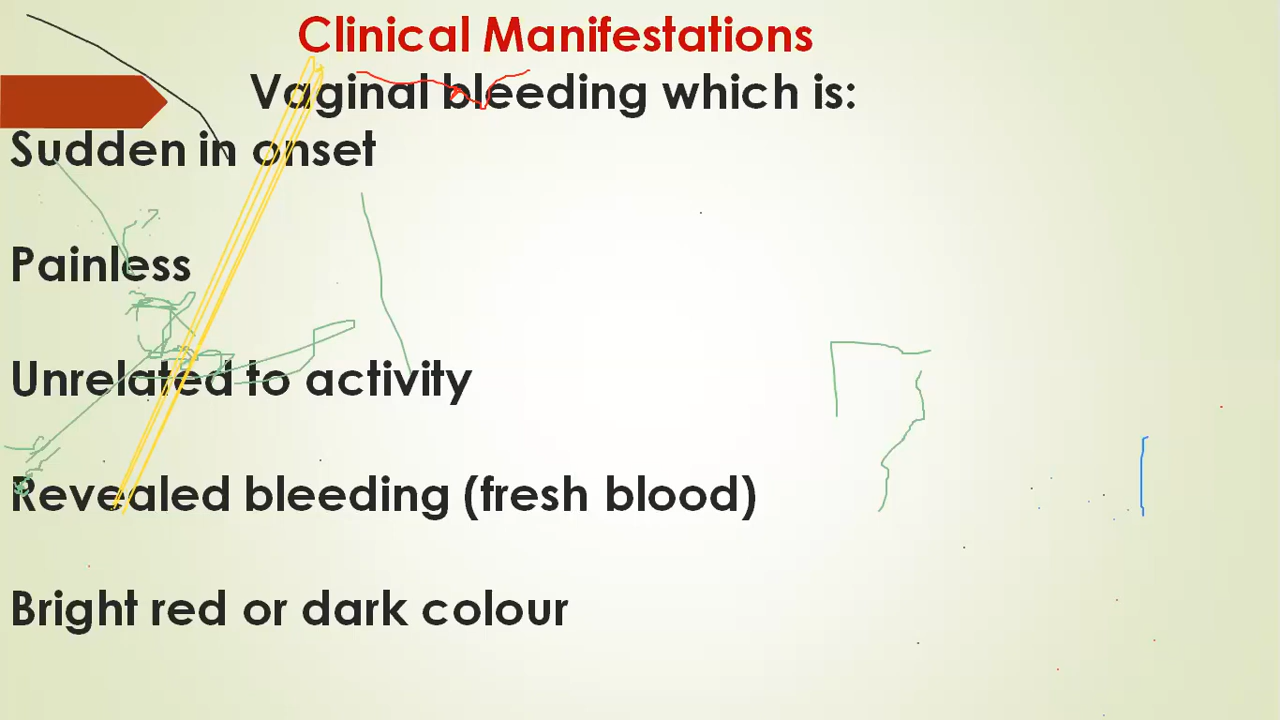 Clinical Manifestations
Vaginal bleeding which is:
Sudden in onset
Painless
Unrelated to activity
Revealed bleeding (fresh blood)
Bright red or dark colour